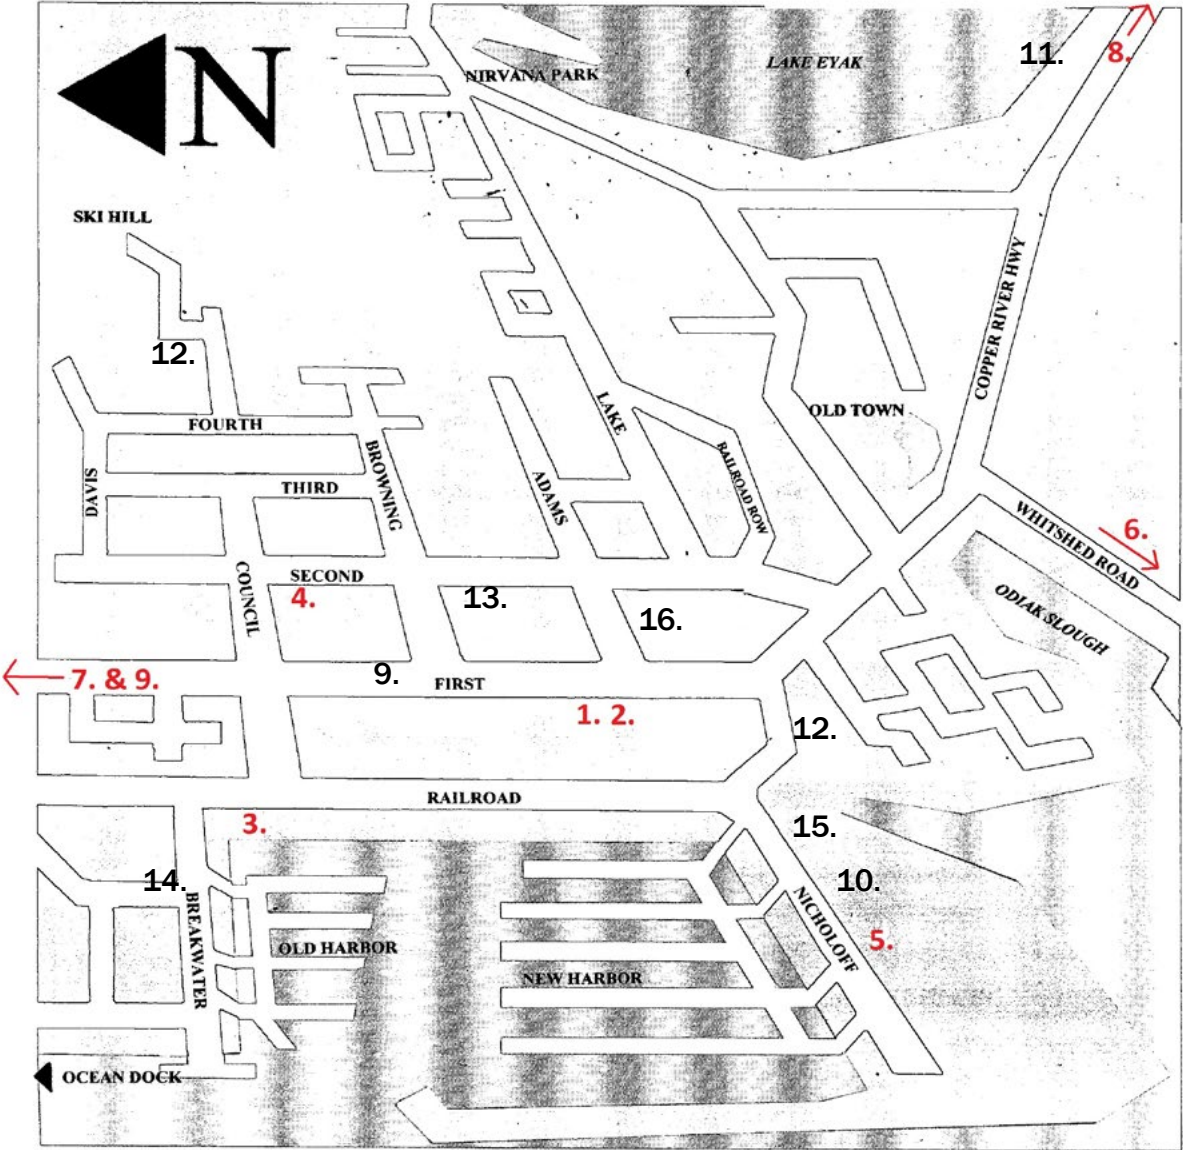 N
NIRVANA PARK
LAKE EYAK
11.
8.
SKI HILL
COPPER RIVER HWY
12.
LAKE
OLD TOWN
FOURTH
BROWNING
RAILROAD ROW
DAVIS
THIRD
ADAMS
WHITSHED ROAD
6.
COUNCIL
SECOND
4.
13.
16.
ODIAK SLOUGH
7. & 9.
9.
FIRST
1. 2.
12.
RAILROAD
3.
15.
14.
10.
BREAKWATER
NICHOLOFF
5.
OLD HARBOR
NEW HARBOR
OCEAN DOCK